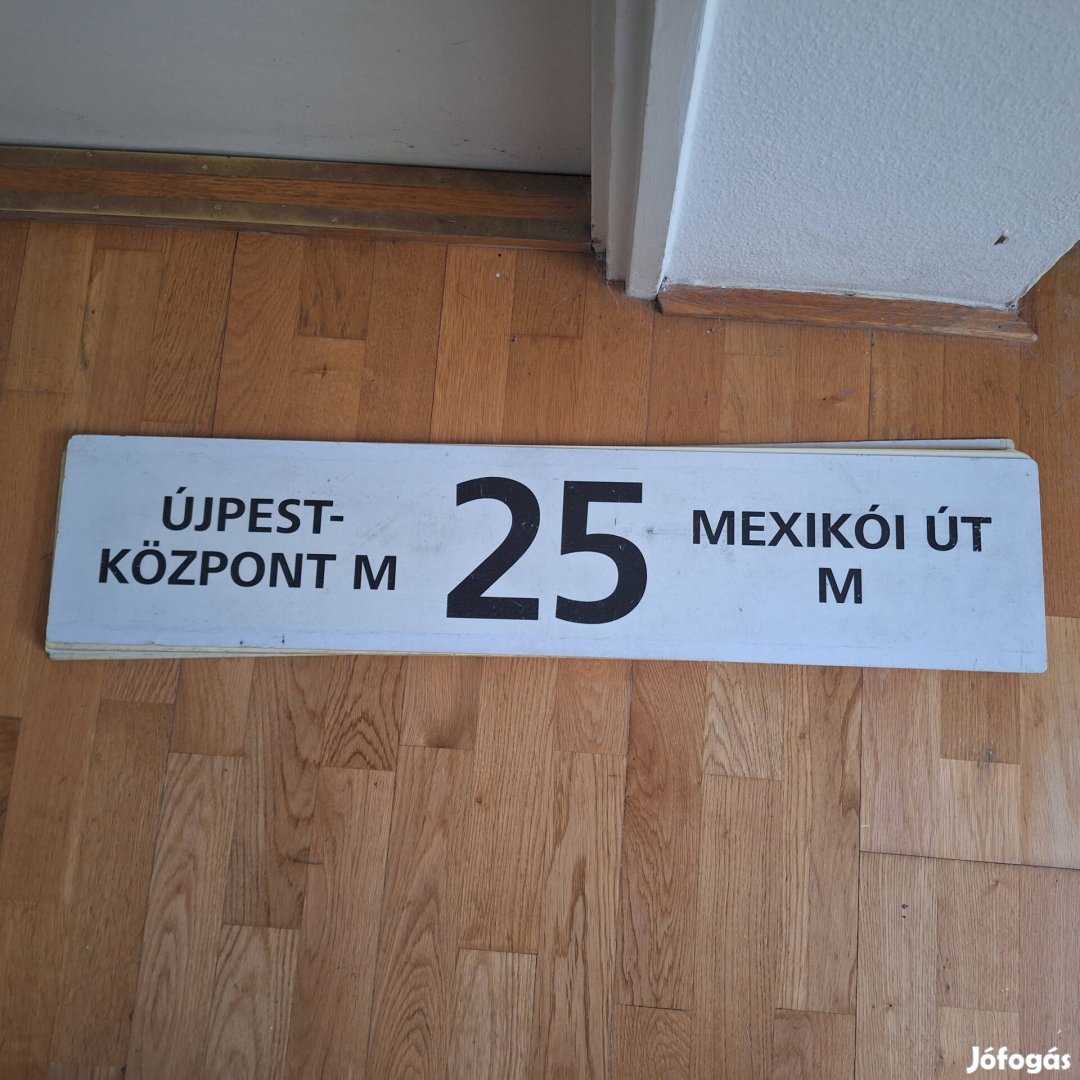 ÚJPEST-
KÖZPONT M
25
MEXIKÓI ÚT
M
Jófogás